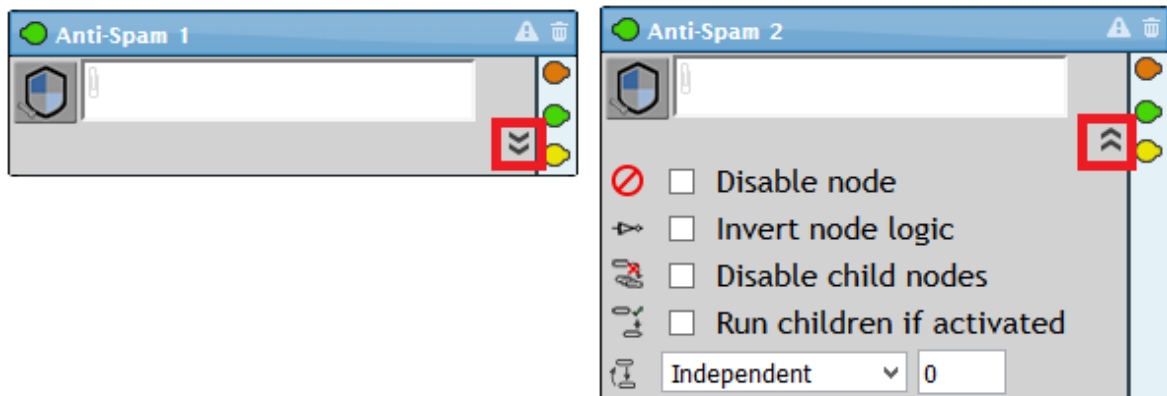 Anti-Spam 1
Anti-Spam 2
Disable node
Invert node logic
Disable child nodes
Run children if activated
Independent 0